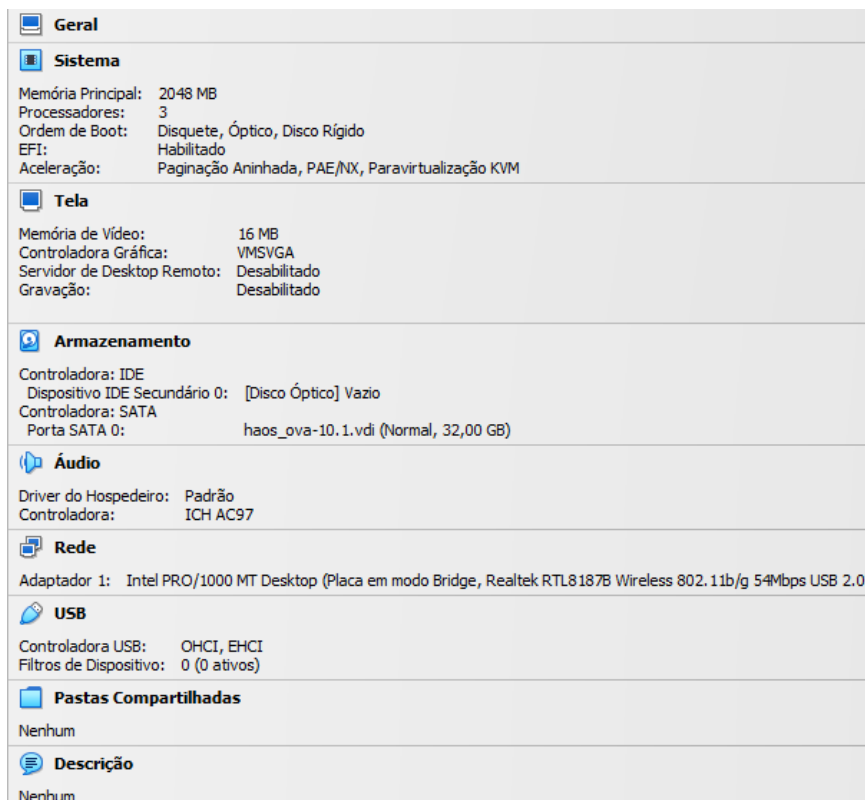 Geral
Sistema
Memória Principal: 2048 MB
Processadores: 3
Ordem de Boot: Disquete, Óptico, Disco Rígido
EFI: Habilitado
Aceleração: Paginação Aninhada, PAE/NX, Paravirtualização KVM
Tela
Memória de Vídeo: 16 MB
Controladora Gráfica: VMSVGA
Servidor de Desktop Remoto: Desabilitado
Gravação: Desabilitado
Armazenamento
Controladora: IDE
Dispositivo IDE Secundário 0: [Disco Óptico] Vazio
Controladora: SATA
Porta SATA 0: haos_ova-10.1.vdi (Normal, 32,00 GB)
Áudio
Driver do Hospedeiro: Padrão
Controladora: ICH AC97
Rede
Adaptador 1: Intel PRO/1000 MT Desktop (Placa em modo Bridge, Realtek RTL8187B Wireless 802.11b/g 54Mbps USB 2.0
USB
Controladora USB: OHCI, EHCI
Filtros de Dispositivo: 0 (0 ativos)
Pastas Compartilhadas
Nenhum
Descrição
Nenhum